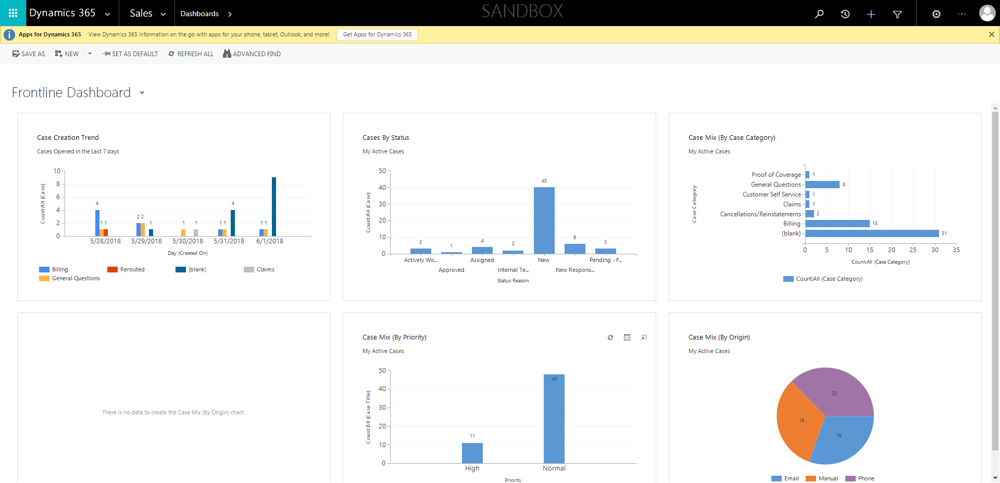 Dynamics 365 Sales Dashboards SANDBOX
Apps for Dynamics 365 View Dynamics 365 information on the go with apps for your phone, tablet, Outlook, and more! Get Apps for Dynamics 365
SAVE AS NEW SET AS DEFAULT REFRESH ALL ADVANCED FIND
Frontline Dashboard
Case Creation Trend
Cases Opened in the Last 7 days
Count:All (Case)
10
8
6
4
2
0
4
1 1
2 2
1
1
1
1 1
4
1 1
9
5/28/2018 5/29/2018 5/30/2018 5/31/2018 6/1/2018
Day (Created On)
Billing Rerouted (blank) Claims
General Questions
Cases By Status
My Active Cases
Count:All (Case)
50
40
30
20
10
0
3
1
4
2
40
6
3
Actively Wo... Assigned New Pending - F...
Approved Internal Te... New Respons...
Status Reason
Case Mix (By Case Category)
My Active Cases
Case Category
Proof of Coverage 1
General Questions 8
Customer Self Service 1
Claims 1
Cancellations/Reinstatements 2
Billing 15
(blank) 31
0 5 10 15 20 25 30 35
Count:All (Case Category)
Count:All (Case Category)
There is no data to create the Case Mix (By Origin) chart.
Case Mix (By Priority)
My Active Cases
Count:All (Case Title)
50
40
30
20
10
0
11
48
High Normal
Priority
Case Mix (By Origin)
My Active Cases
22
19
18
Email Manual Phone